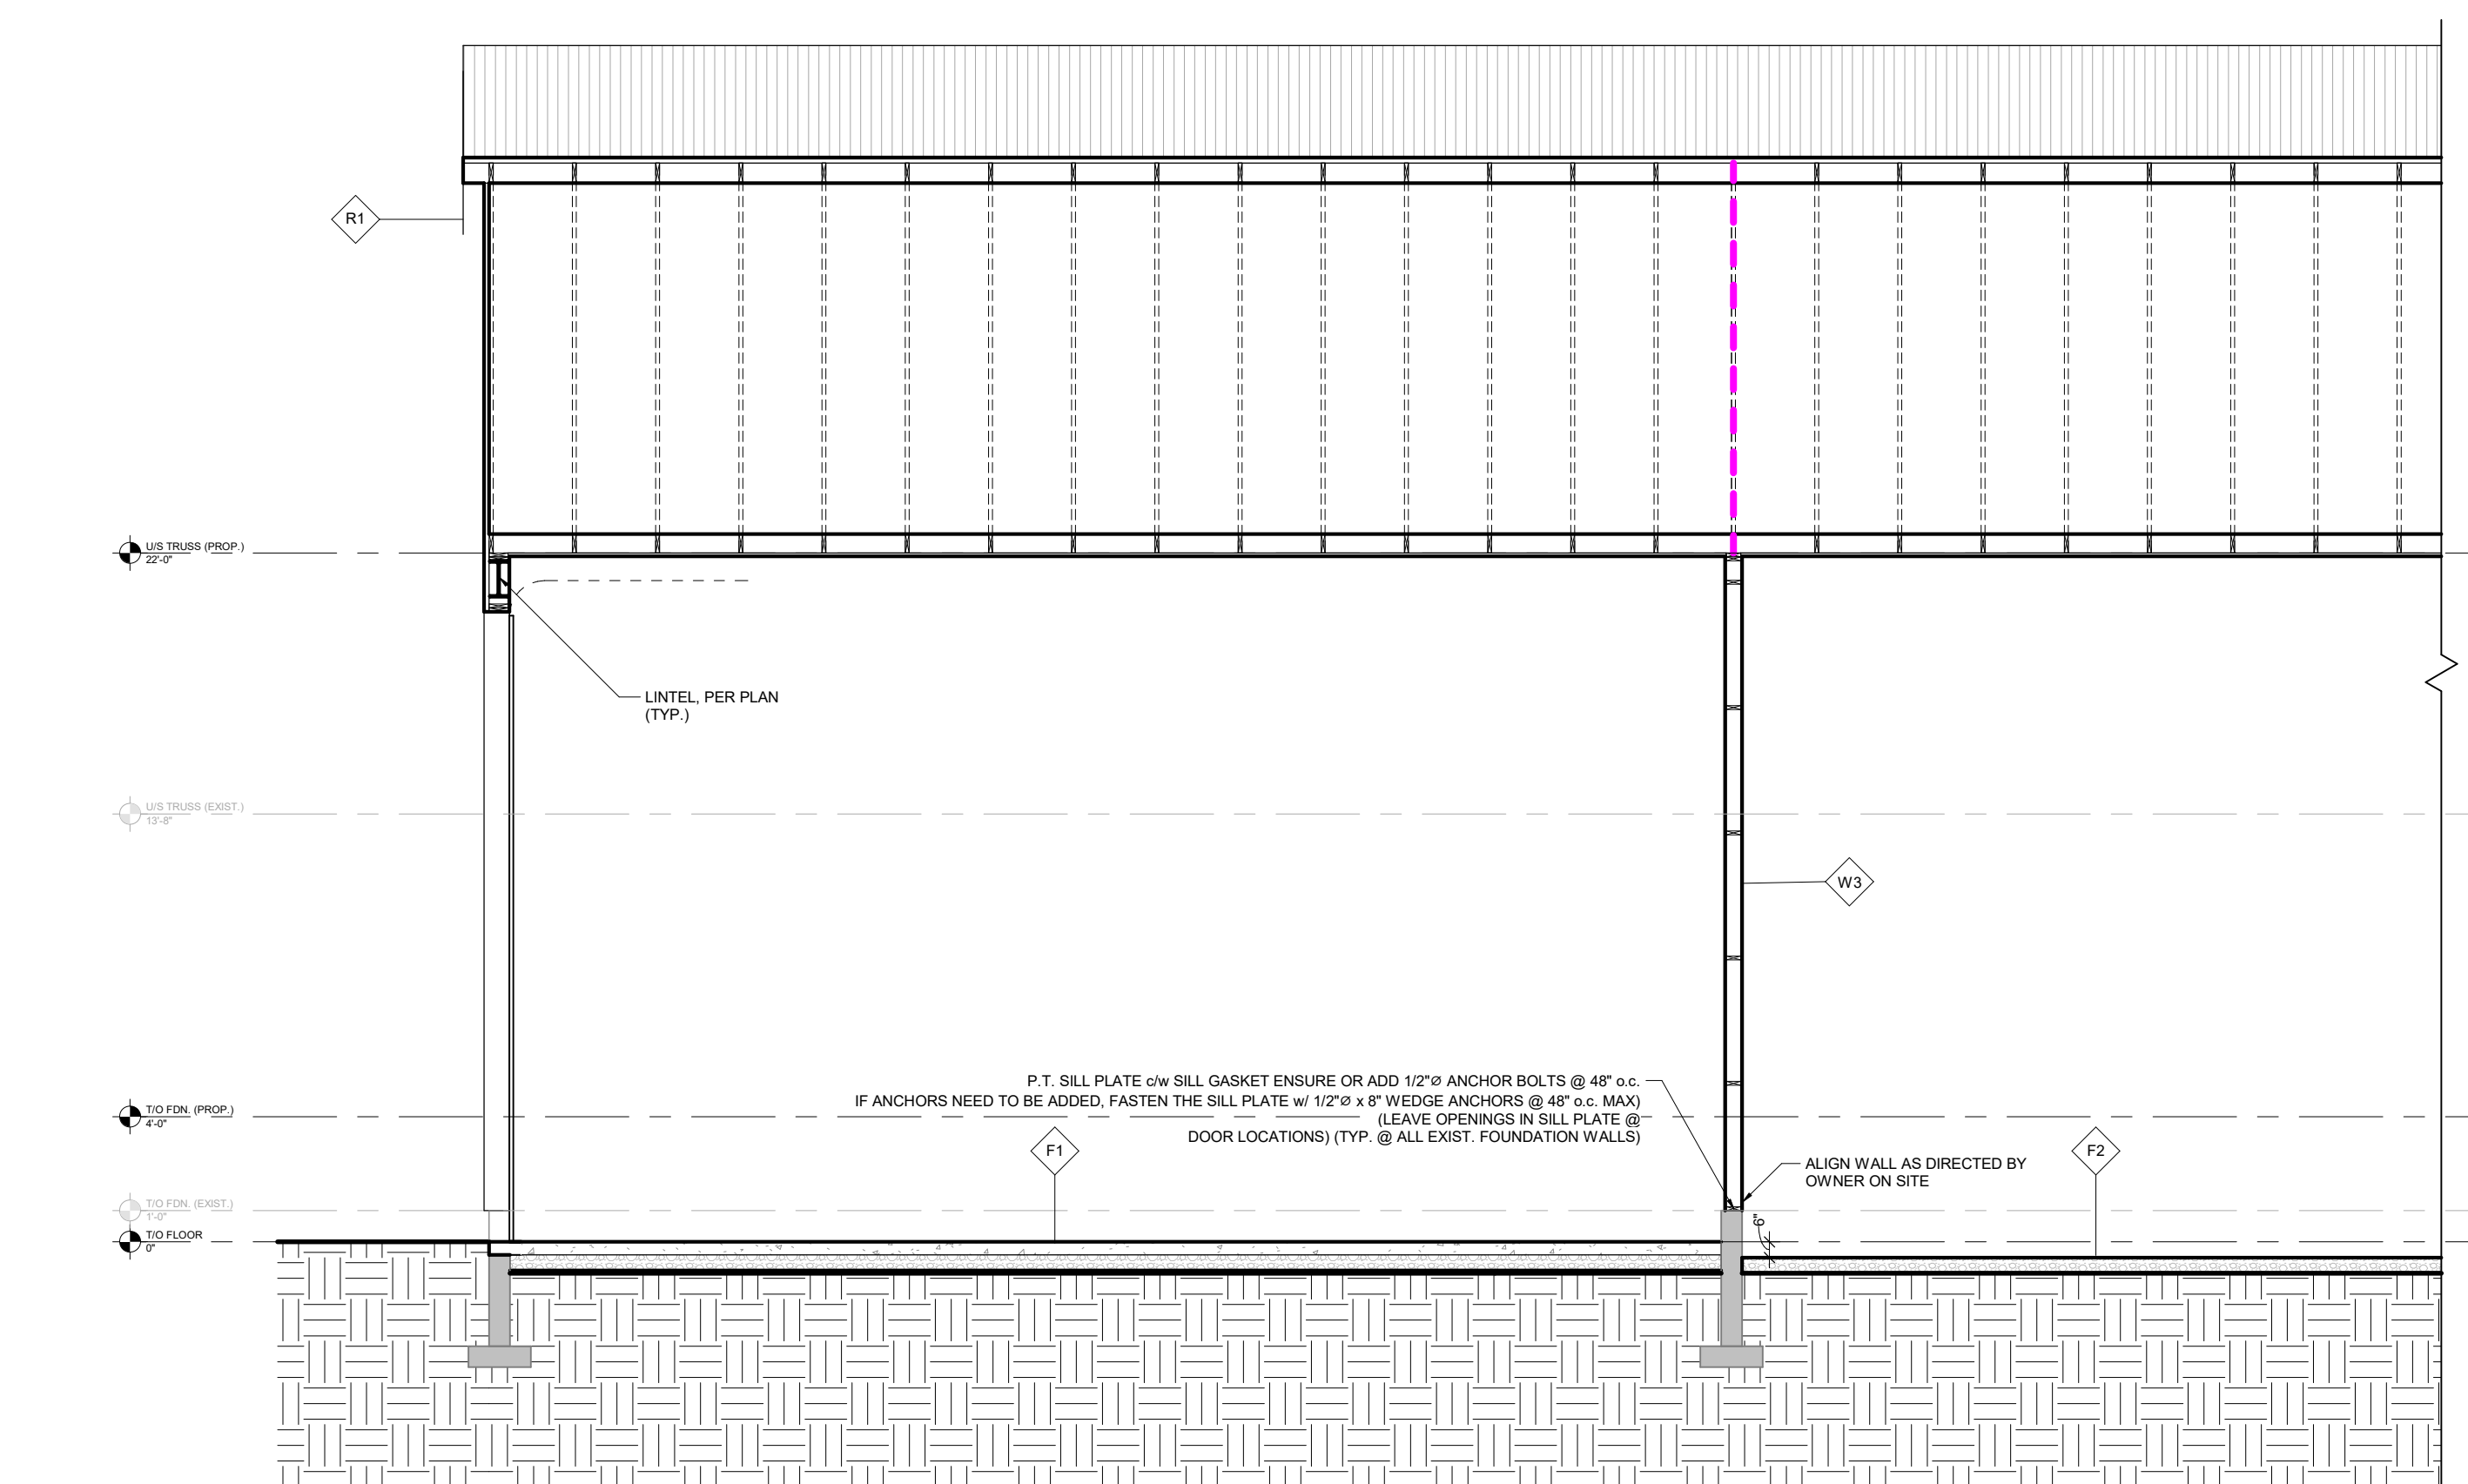 R1
U/S TRUSS (PROP.)
22'-0"
LINTEL, PER PLAN
(TYP.)
U/S TRUSS (EXIST.)
13'-8"
W3
P.T. SILL PLATE c/w SILL GASKET ENSURE OR ADD 1/2"Ø ANCHOR BOLTS @ 48" o.c.
IF ANCHORS NEED TO BE ADDED, FASTEN THE SILL PLATE w/ 1/2"Ø x 8" WEDGE ANCHORS @ 48" o.c. MAX)
(LEAVE OPENINGS IN SILL PLATE @
DOOR LOCATIONS) (TYP. @ ALL EXIST. FOUNDATION WALLS)
T/O FDN. (PROP.)
4'-0"
F1
F2
ALIGN WALL AS DIRECTED BY
OWNER ON SITE
T/O FDN. (EXIST.)
1'-0"
6"
T/O FLOOR
0"